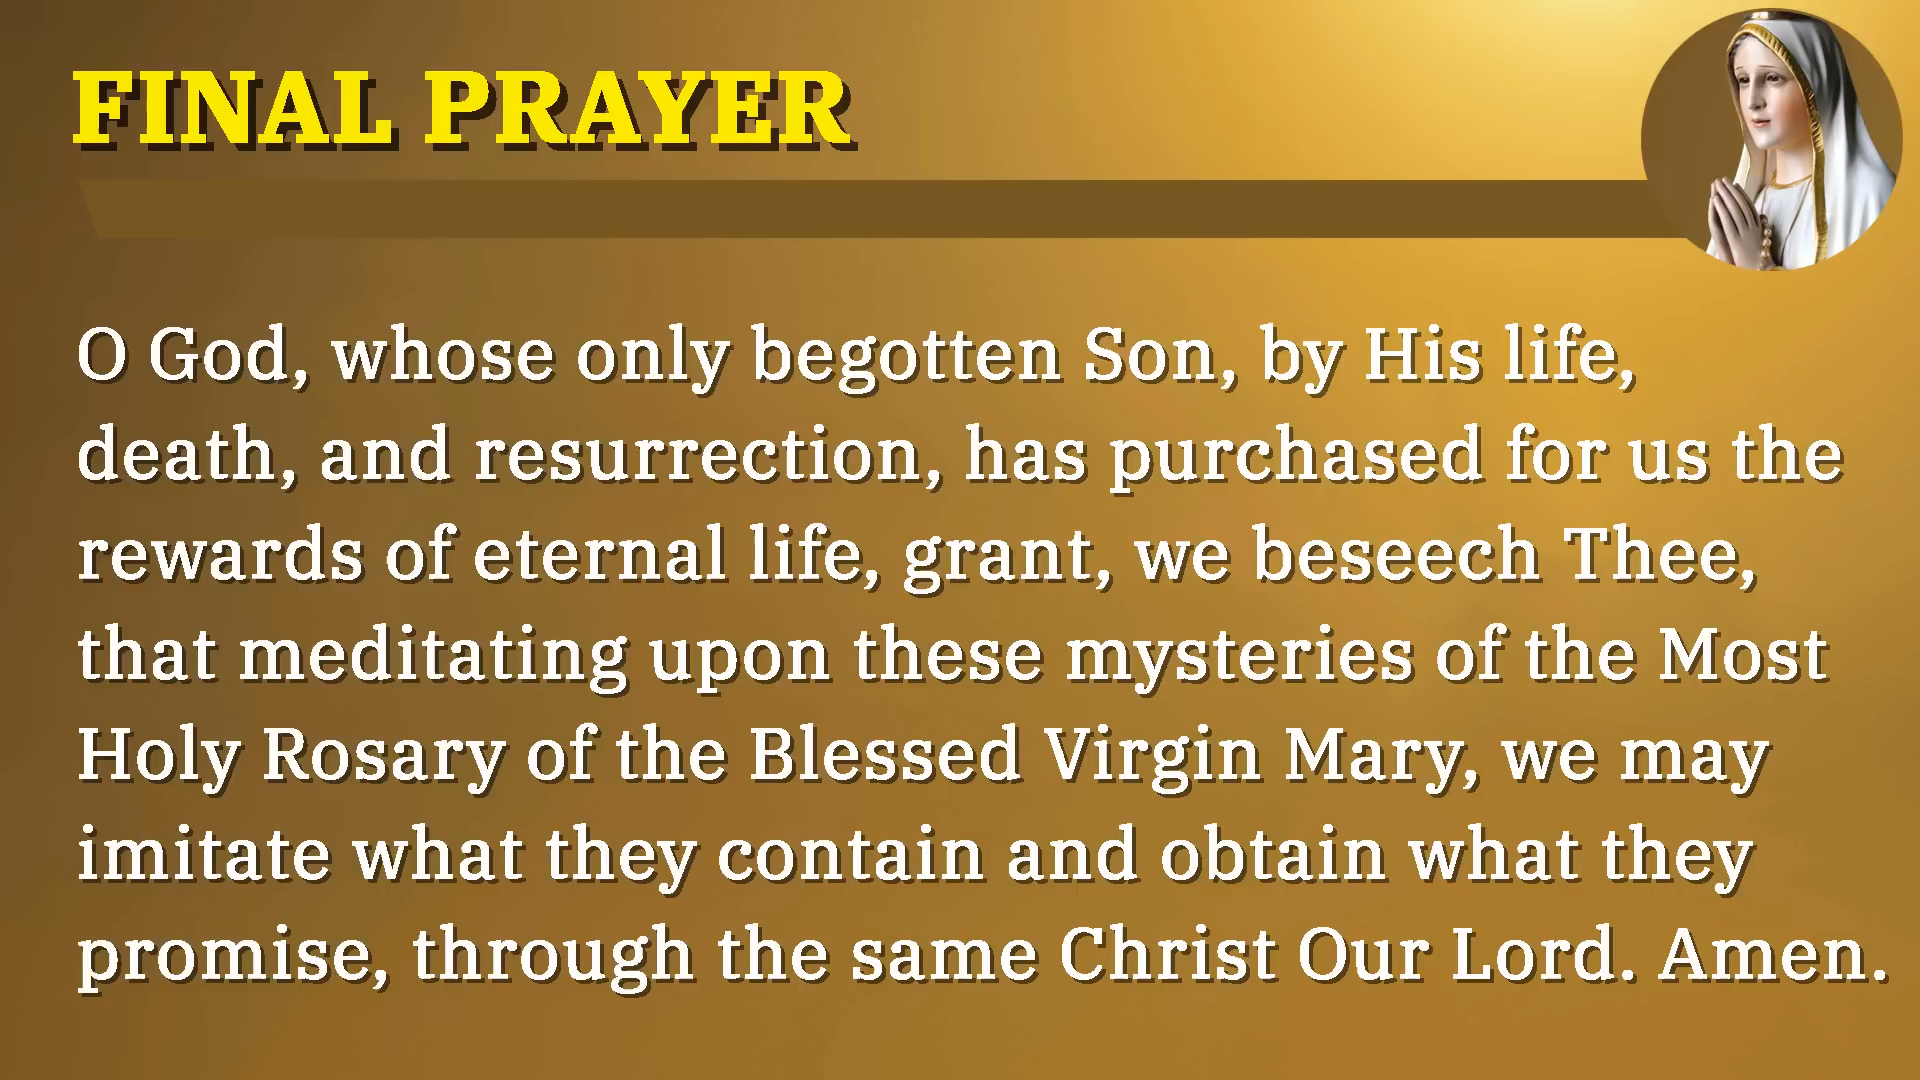 FINAL PRAYER
O God, whose only begotten Son, by His life,
death, and resurrection, has purchased for us the
rewards of eternal life, grant, we beseech Thee,
that meditating upon these mysteries of the Most
Holy Rosary of the Blessed Virgin Mary, we may
imitate what they contain and obtain what they
promise, through the same Christ Our Lord. Amen.